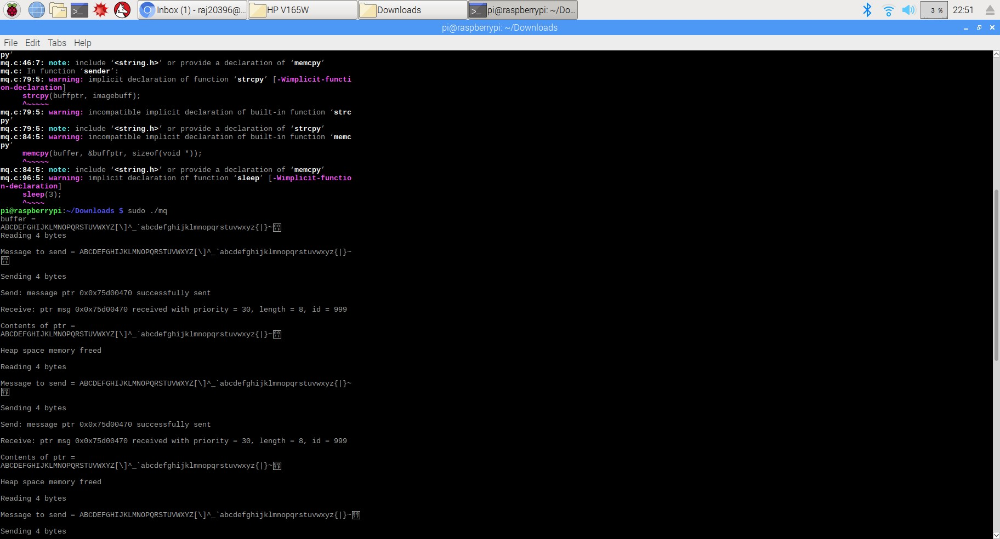 Inbox (1) - raj20396@...
HP V165W
Downloads
pi@raspberrypi: ~/Do...
3 %
22:51
pi@raspberrypi: ~/Downloads
File Edit Tabs Help
py’
mq.c:46:7: note: include ‘<string.h>’ or provide a declaration of ‘memcpy’
mq.c: In function ‘sender’:
mq.c:79:5: warning: implicit declaration of function ‘strcpy’ [-Wimplicit-functi
on-declaration]
     strcpy(buffptr, imagebuff);
     ^~~~~~
mq.c:79:5: warning: incompatible implicit declaration of built-in function ‘strc
py’
mq.c:79:5: note: include ‘<string.h>’ or provide a declaration of ‘strcpy’
mq.c:84:5: warning: incompatible implicit declaration of built-in function ‘memc
py’
     memcpy(buffer, &buffptr, sizeof(void *));
     ^~~~~~
mq.c:84:5: note: include ‘<string.h>’ or provide a declaration of ‘memcpy’
mq.c:96:5: warning: implicit declaration of function ‘sleep’ [-Wimplicit-functio
n-declaration]
     sleep(3);
     ^~~~~
pi@raspberrypi:~/Downloads $ sudo ./mq
buffer =
ABCDEFGHIJKLMNOPQRSTUVWXYZ[\]^_`abcdefghijklmnopqrstuvwxyz{|}~
Reading 4 bytes
Message to send = ABCDEFGHIJKLMNOPQRSTUVWXYZ[\]^_`abcdefghijklmnopqrstuvwxyz{|}~
Sending 4 bytes
Send: message ptr 0x0x75d00470 successfully sent
Receive: ptr msg 0x0x75d00470 received with priority = 30, length = 8, id = 999
Contents of ptr =
ABCDEFGHIJKLMNOPQRSTUVWXYZ[\]^_`abcdefghijklmnopqrstuvwxyz{|}~
Heap space memory freed
Reading 4 bytes
Message to send = ABCDEFGHIJKLMNOPQRSTUVWXYZ[\]^_`abcdefghijklmnopqrstuvwxyz{|}~
Sending 4 bytes
Send: message ptr 0x0x75d00470 successfully sent
Receive: ptr msg 0x0x75d00470 received with priority = 30, length = 8, id = 999
Contents of ptr =
ABCDEFGHIJKLMNOPQRSTUVWXYZ[\]^_`abcdefghijklmnopqrstuvwxyz{|}~
Heap space memory freed
Reading 4 bytes
Message to send = ABCDEFGHIJKLMNOPQRSTUVWXYZ[\]^_`abcdefghijklmnopqrstuvwxyz{|}~
Sending 4 bytes